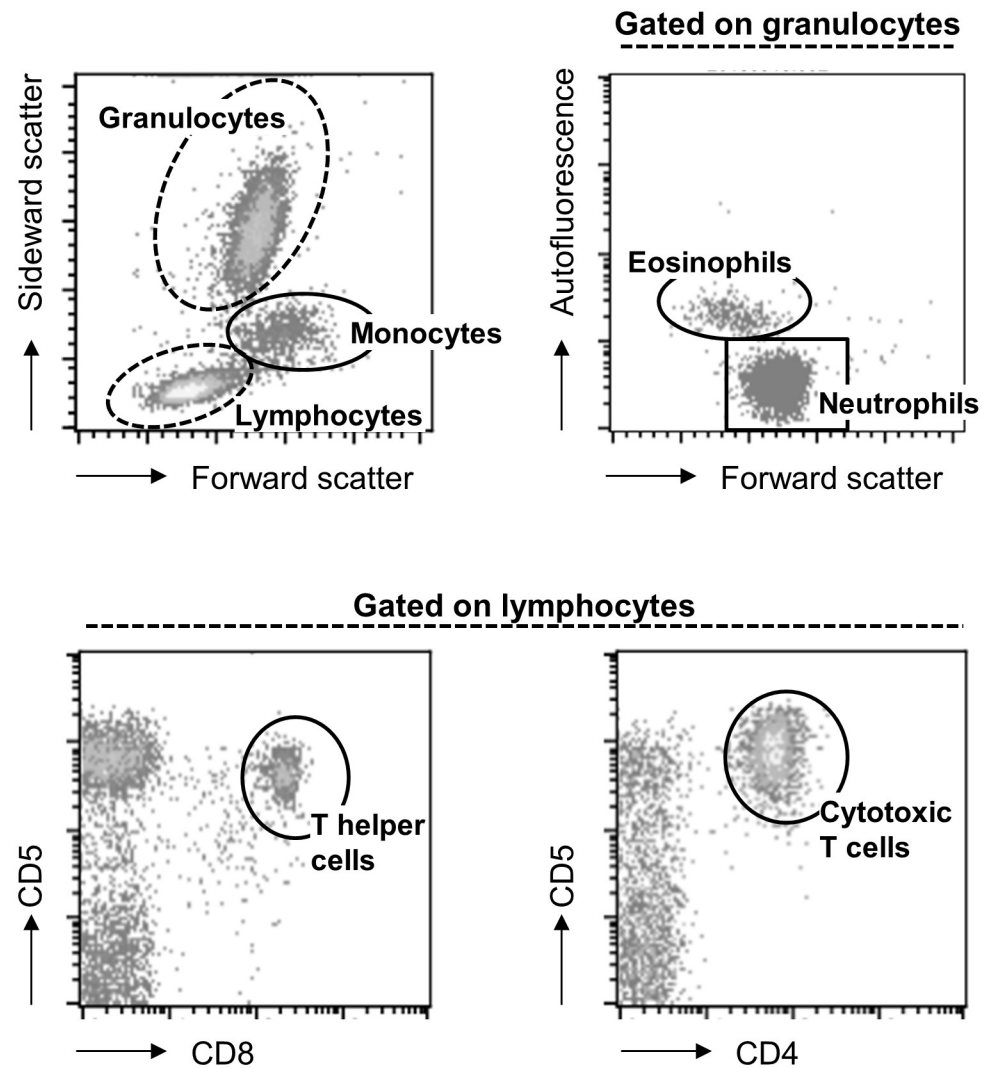 Gated on granulocytes
Sideward scatter
Granulocytes
Monocytes
Lymphocytes
Forward scatter
Autofluorescence
Eosinophils
Neutrophils
Forward scatter
Gated on lymphocytes
CD5
T helper
cells
CD8
CD5
Cytotoxic
T cells
CD4